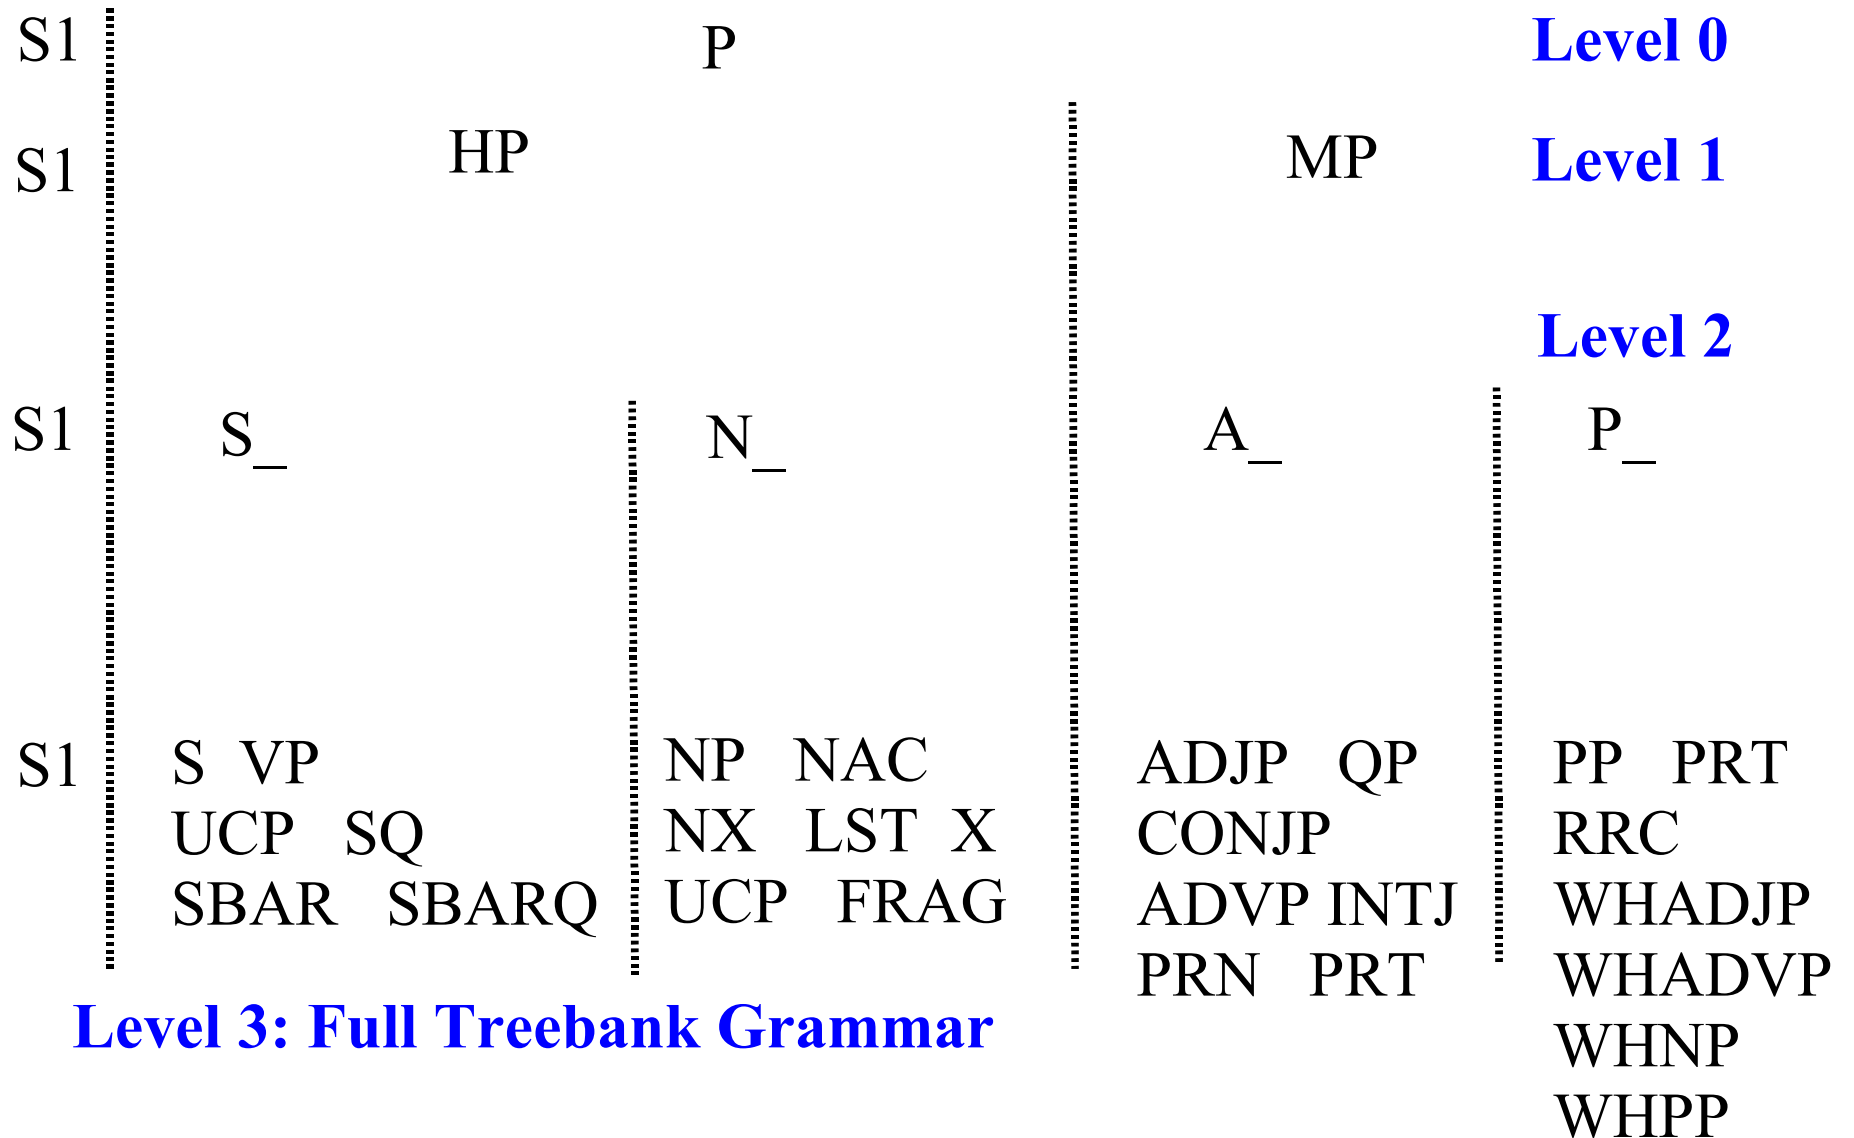 S1 P Level 0
S1 HP MP Level 1
Level 2
S1 S_ N_ A_ P_
S1 S VP NP NAC ADJP QP PP PRT
UCP SQ NX LST X CONJP RRC
SBAR SBARQ UCP FRAG ADVP INTJ WHADJP
PRN PRT WHADVP
Level 3: Full Treebank Grammar
WHNP
WHPP